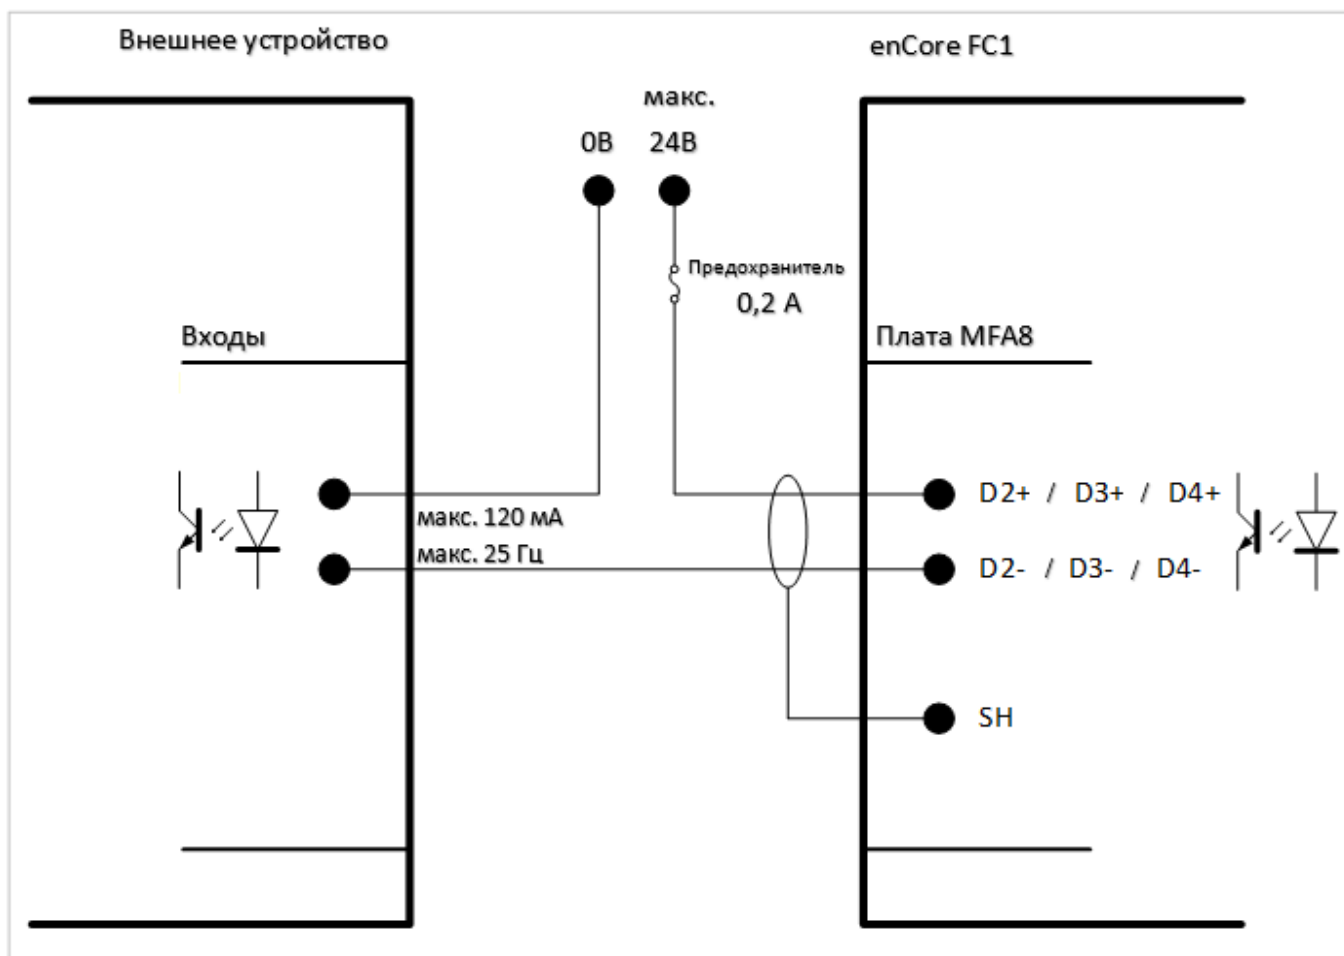 Внешнее устройство
enCore FC1
макс.
0В 24В
Предохранитель
0,2 А
Входы
Плата MFA8
макс. 120 мА
макс. 25 Гц
D2+ / D3+ / D4+
D2- / D3- / D4-
SH